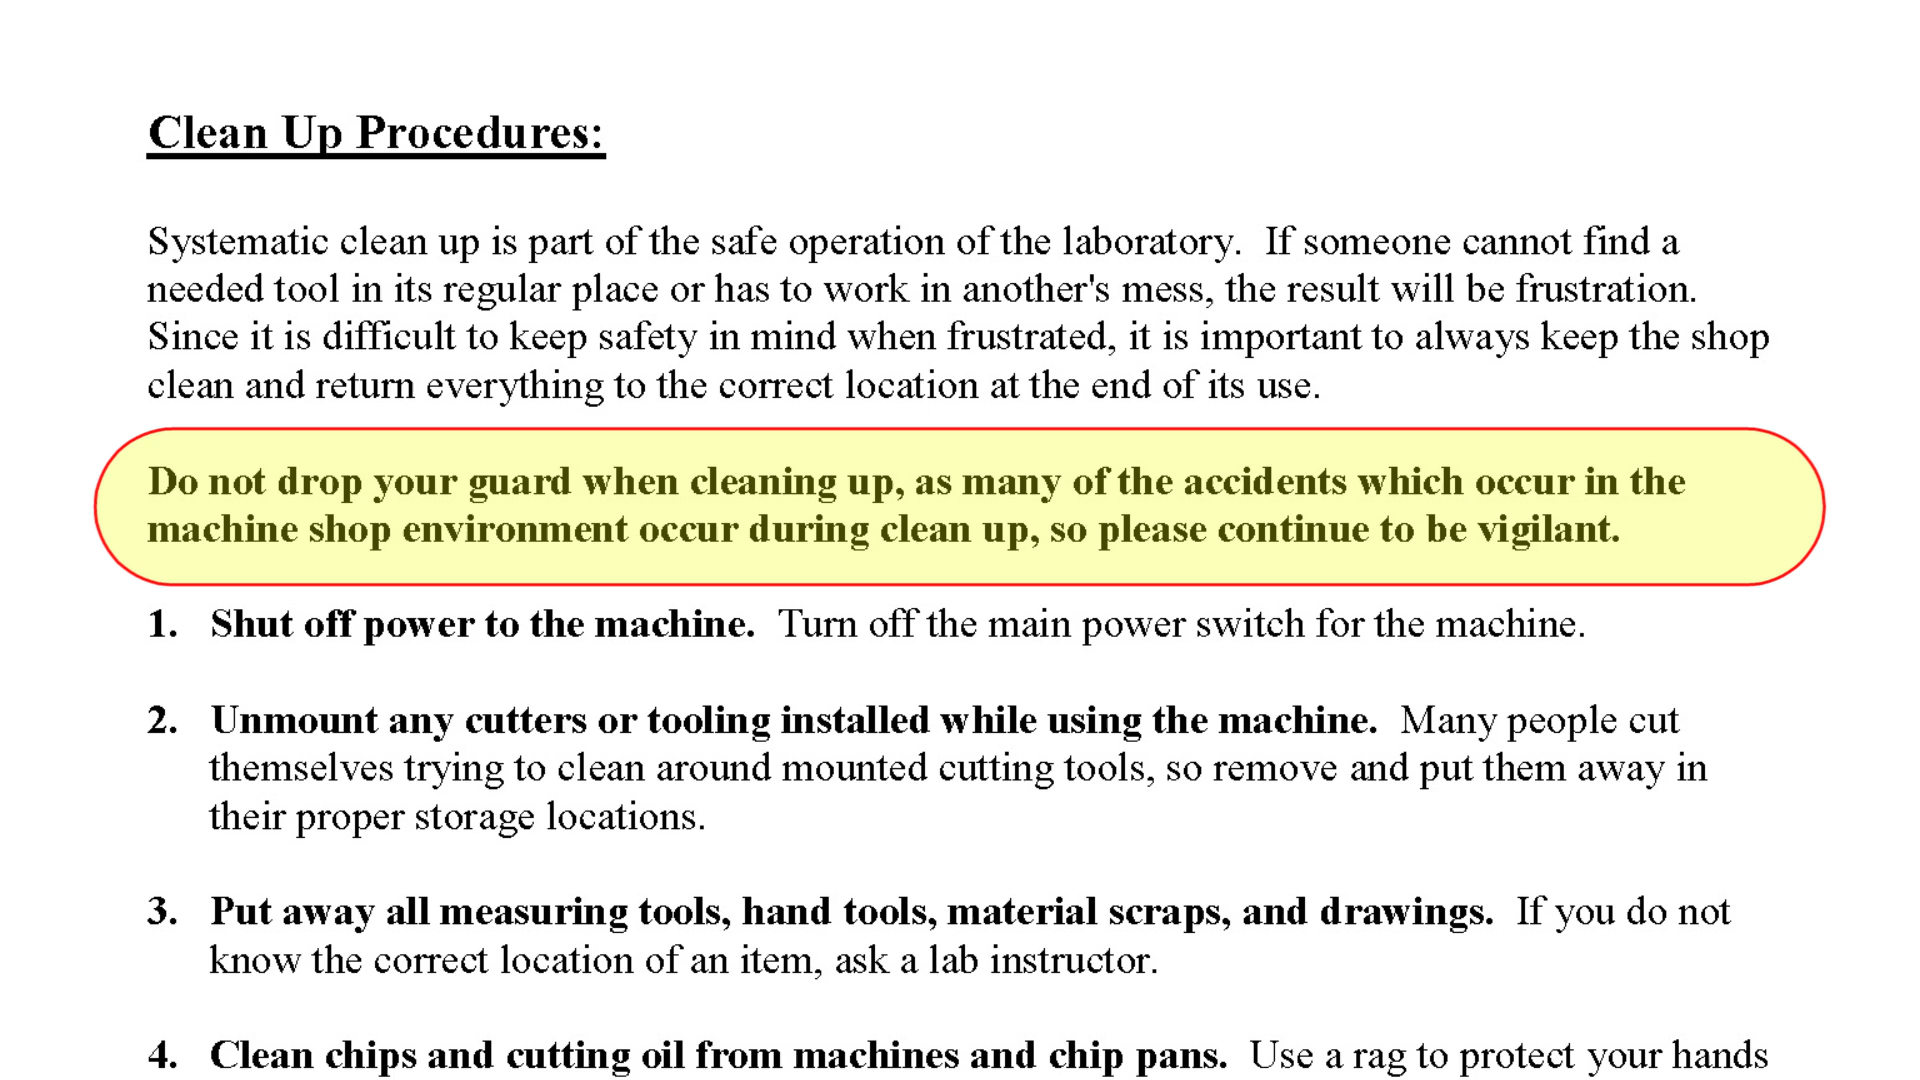 Clean Up Procedures:
Systematic clean up is part of the safe operation of the laboratory.  If someone cannot find a
needed tool in its regular place or has to work in another's mess, the result will be frustration.
Since it is difficult to keep safety in mind when frustrated, it is important to always keep the shop
clean and return everything to the correct location at the end of its use.
Do not drop your guard when cleaning up, as many of the accidents which occur in the
machine shop environment occur during clean up, so please continue to be vigilant.
1.  Shut off power to the machine.  Turn off the main power switch for the machine.
2.  Unmount any cutters or tooling installed while using the machine.  Many people cut
themselves trying to clean around mounted cutting tools, so remove and put them away in
their proper storage locations.
3.  Put away all measuring tools, hand tools, material scraps, and drawings.  If you do not
know the correct location of an item, ask a lab instructor.
4.  Clean chips and cutting oil from machines and chip pans.  Use a rag to protect your hands